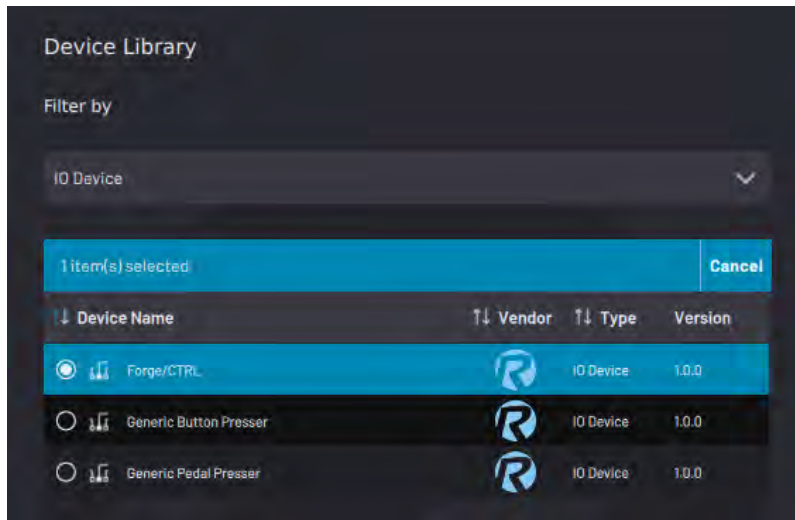 Device Library
Filter by
IO Device
1 item(s) selected Cancel
Device Name Vendor Type Version
Forge/CTRL R IO Device 1.0.0
Generic Button Presser R IO Device 1.0.0
Generic Pedal Presser R IO Device 1.0.0